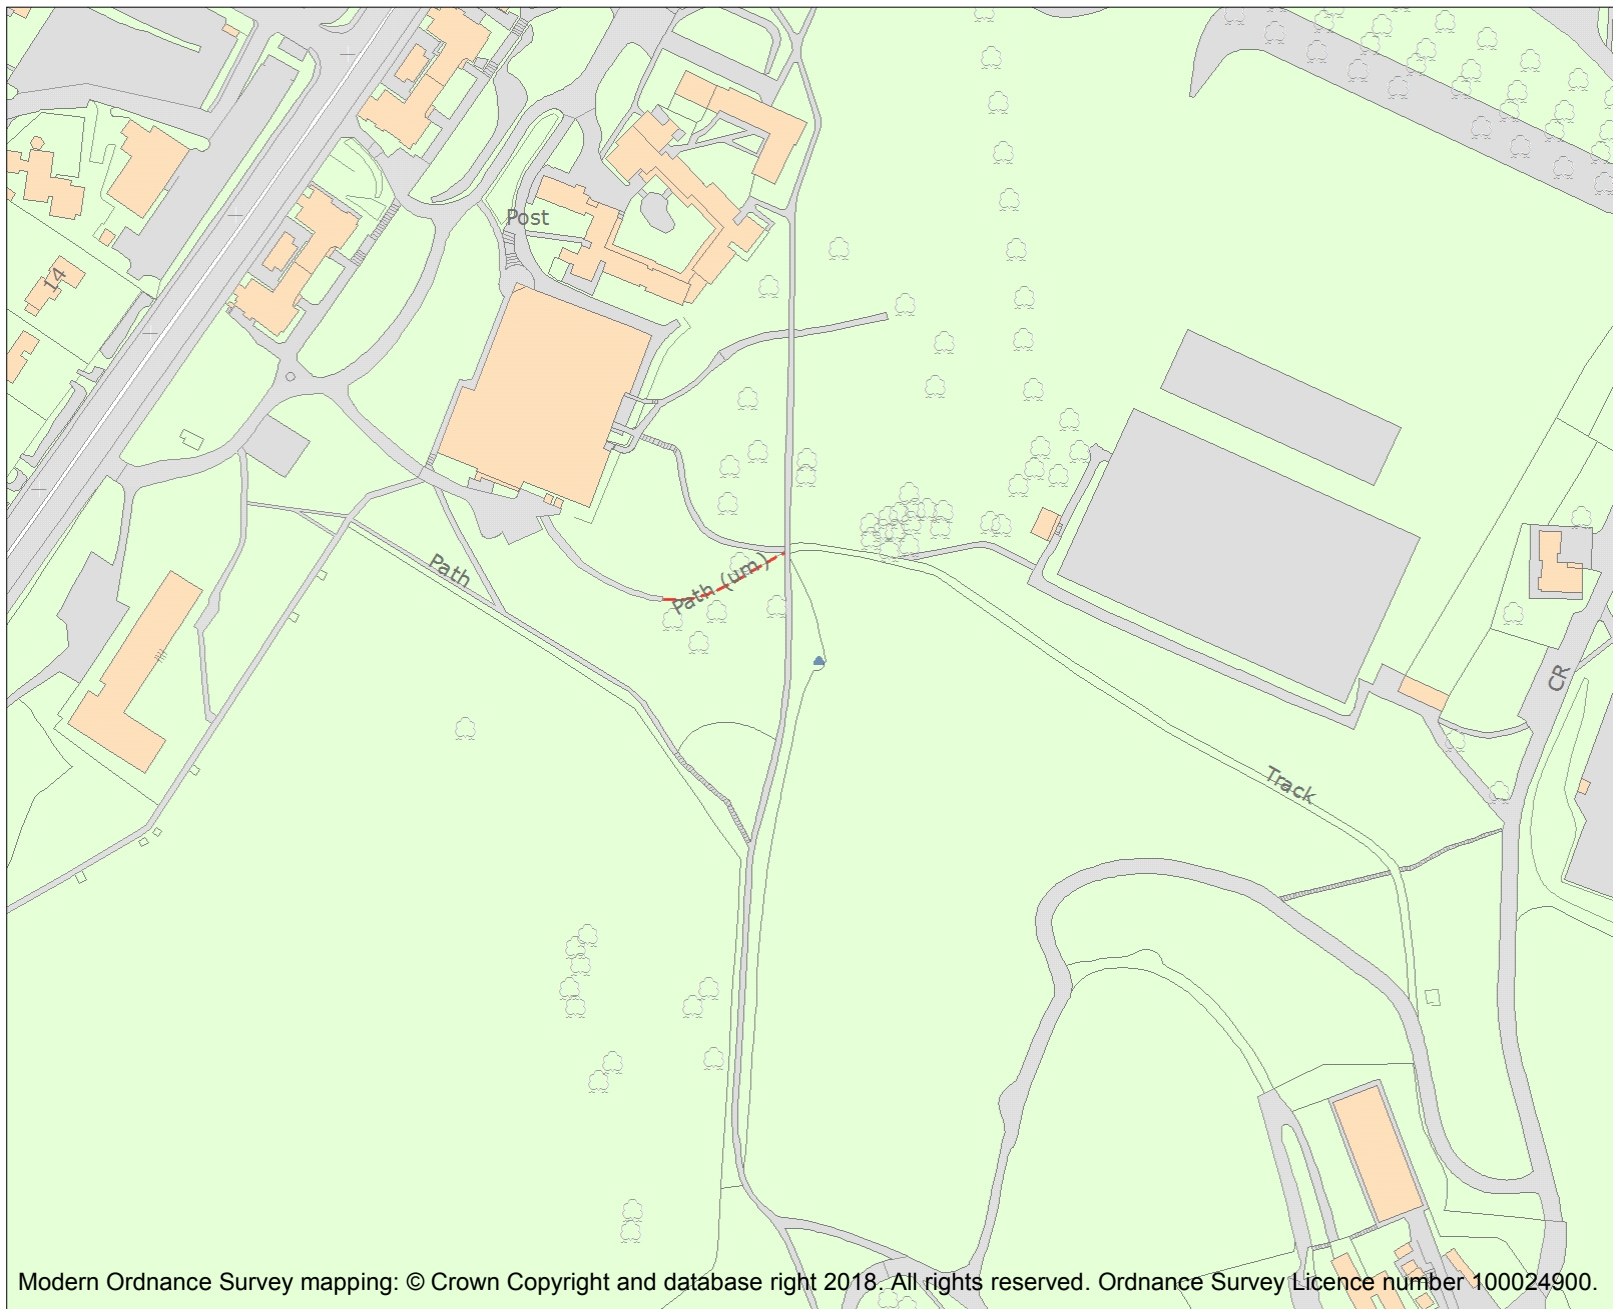 Post
14
Path
Path (um)
CR
Track
Modern Ordnance Survey mapping: © Crown Copyright and database right 2018. All rights reserved. Ordnance Survey Licence number 100024900.